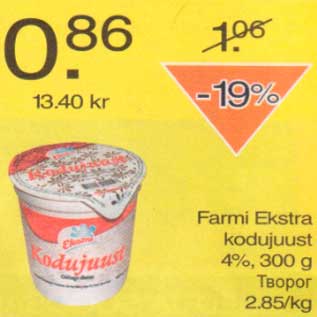 0.86
13.40 kr
1.06
-19%
Kodujuust
Ekstra
Kodujuust
Farmi Ekstra
kodujuust
4%, 300 g
Творог
2.85/kg